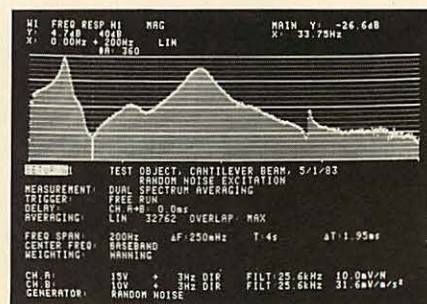 W1 FREQ RESP H1 MAG MAIN Y: -26.6dB
Y: 4.7dB 40dB X: 33.75Hz
X: 0.00Hz + 200Hz LIN
#A: 360
SETUP W1 TEST OBJECT, CANTILEVER BEAM, 5/1/83
RANDOM NOISE EXCITATION
MEASUREMENT: DUAL SPECTRUM AVERAGING
TRIGGER: FREE RUN
DELAY: CH.A→B: 0.0ms
AVERAGING: LIN 32762 OVERLAP: MAX
FREQ SPAN: 200Hz ΔF:250mHz T:4s ΔT:1.95ms
CENTER FREQ: BASEBAND
WEIGHTING: HANNING
CH.A: 15V + 3Hz DIR FILT:25.6kHz 10.0mV/N
CH.B: 10V + 3Hz DIR FILT:25.6kHz 31.6mV/m/s²
GENERATOR: RANDOM NOISE